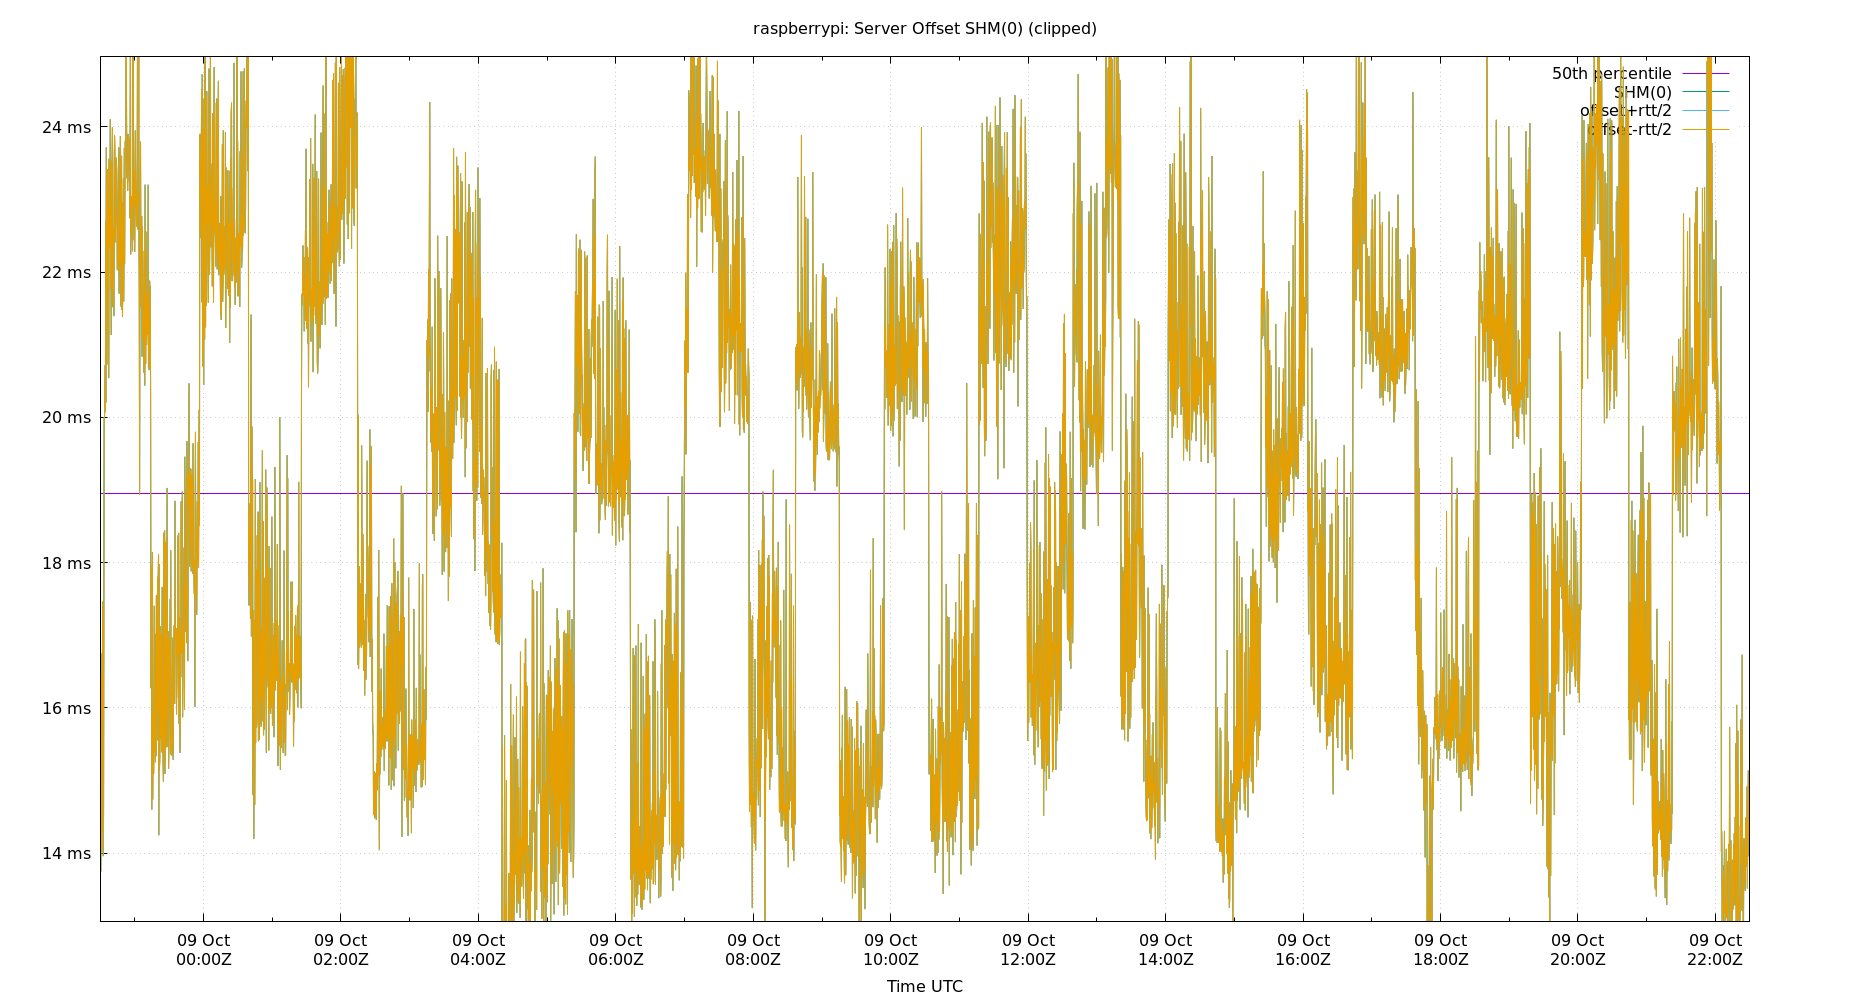 raspberrypi: Server Offset SHM(0) (clipped)
50th percentile
SHM(0)
offset+rtt/2
offset-rtt/2
24 ms
22 ms
20 ms
18 ms
16 ms
14 ms
09 Oct 09 Oct 09 Oct 09 Oct 09 Oct 09 Oct 09 Oct 09 Oct 09 Oct 09 Oct 09 Oct 09 Oct
00:00Z 02:00Z 04:00Z 06:00Z 08:00Z 10:00Z 12:00Z 14:00Z 16:00Z 18:00Z 20:00Z 22:00Z
Time UTC